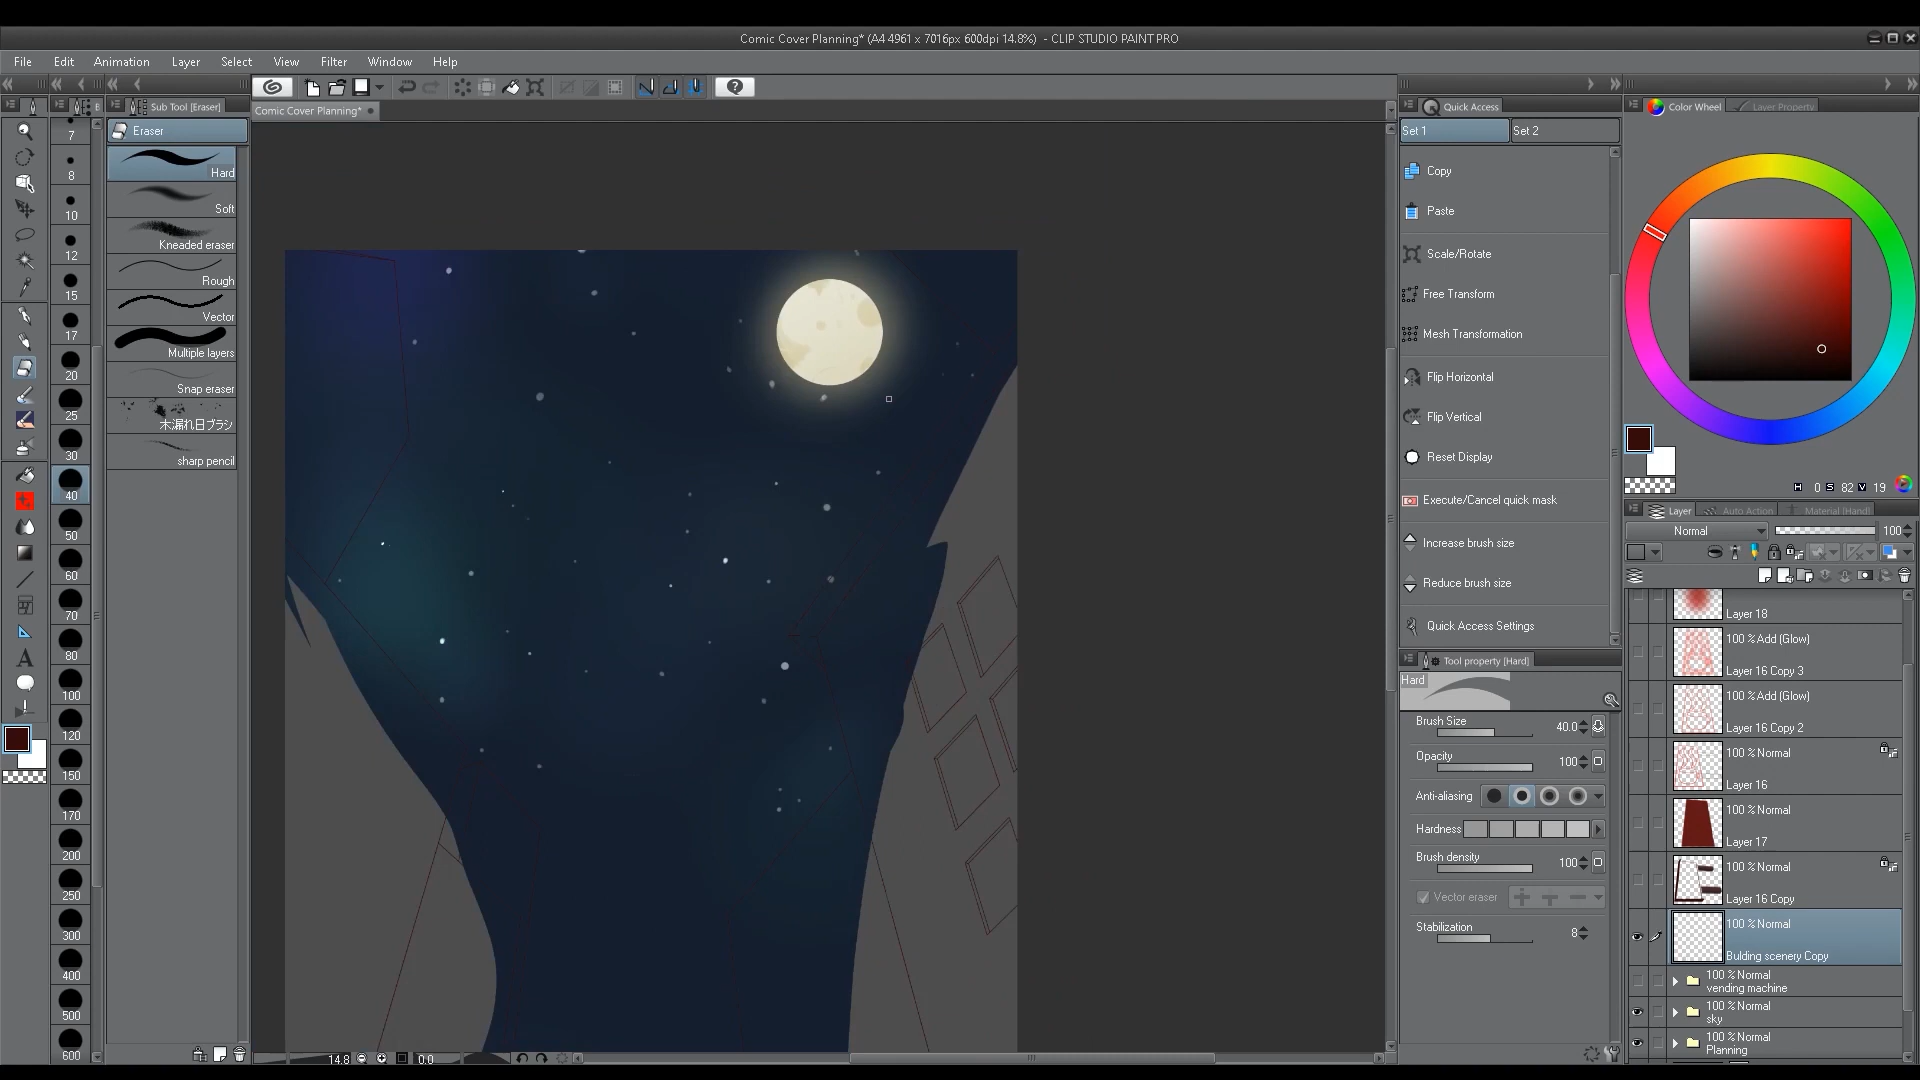 Comic Cover Planning* (A4 4961 x 7016px 600dpi 14.8%) - CLIP STUDIO PAINT PRO
File Edit Animation Layer Select View Filter Window Help
Sub Tool [Eraser]
Comic Cover Planning*
Eraser
Hard
Soft
Kneaded eraser
Rough
Vector
Multiple layers
Snap eraser
木漏れ日ブラシ
sharp pencil
7
8
10
12
15
17
20
25
30
40
50
60
70
80
100
120
150
170
200
250
300
400
500
600
14.8
0.0
Quick Access
Set 1
Set 2
Copy
Paste
Scale/Rotate
Free Transform
Mesh Transformation
Flip Horizontal
Flip Vertical
Reset Display
Execute/Cancel quick mask
Increase brush size
Reduce brush size
Quick Access Settings
Tool property [Hard]
Hard
Brush Size 40.0
Opacity 100
Anti-aliasing
Hardness
Brush density 100
Vector eraser
Stabilization 8
Color Wheel Layer Property
H 0 S 82 V 19
Layer Auto Action Material [Hand]
Normal 100
Layer 18
100 % Add (Glow)
Layer 16 Copy 3
100 % Add (Glow)
Layer 16 Copy 2
100 % Normal
Layer 16
100 % Normal
Layer 17
100 % Normal
Layer 16 Copy
100 % Normal
Bulding scenery Copy
100 % Normal
vending machine
100 % Normal
sky
100 % Normal
Planning